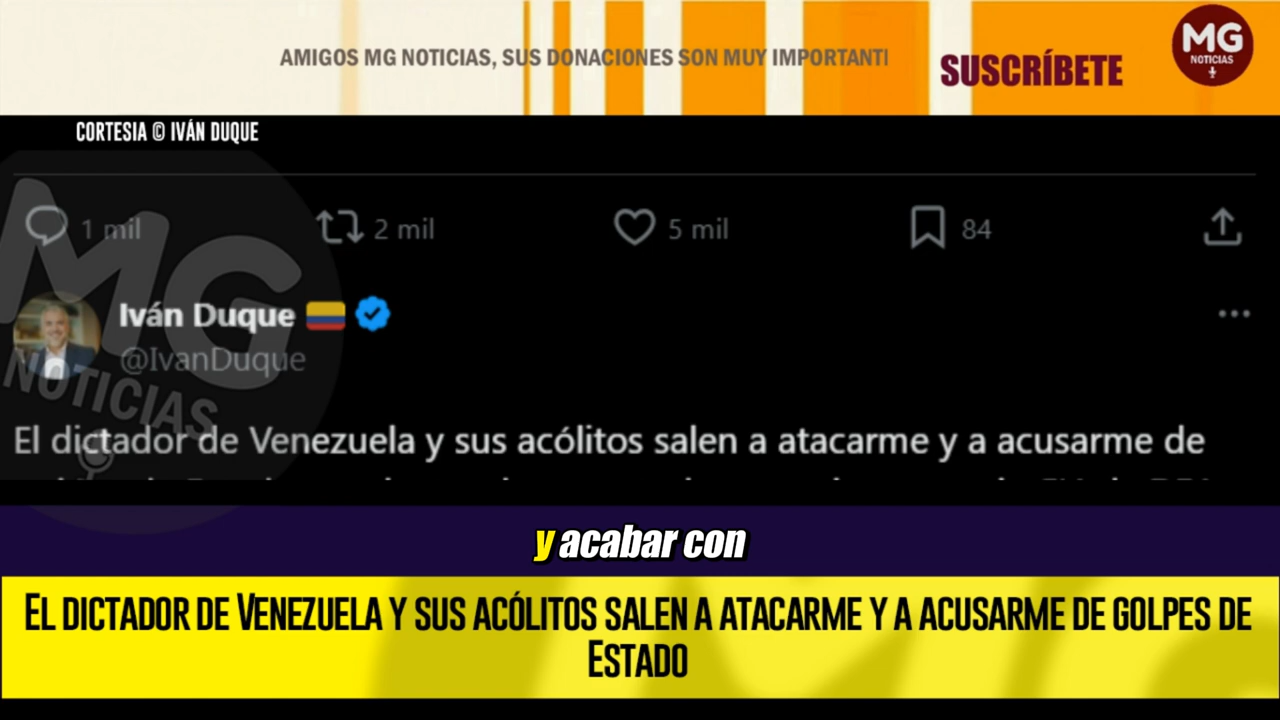 AMIGOS MG NOTICIAS, SUS DONACIONES SON MUY IMPORTANT
SUSCRÍBETE
MG
NOTICIAS
CORTESIA © IVÁN DUQUE
1 mil
2 mil
5 mil
84
MG
NOTICIAS
Iván Duque
@IvanDuque
El dictador de Venezuela y sus acólitos salen a atacarme y a acusarme de
y acabar con
EL DICTADOR DE VENEZUELA Y SUS ACÓLITOS SALEN A ATACARME Y A ACUSARME DE GOLPES DE
ESTADO